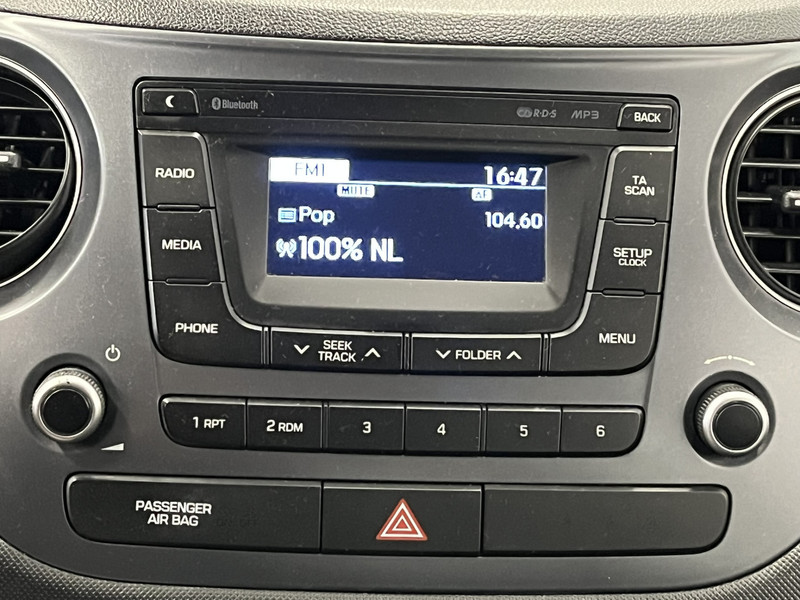 Bluetooth
R·D·S
MP3
BACK
RADIO
FM1
16:47
TA
SCAN
MUTE
AF
Pop
104.60
MEDIA
100% NL
SETUP
CLOCK
PHONE
SEEK
TRACK
FOLDER
MENU
1 RPT
2 RDM
3
4
5
6
PASSENGER
AIR BAG